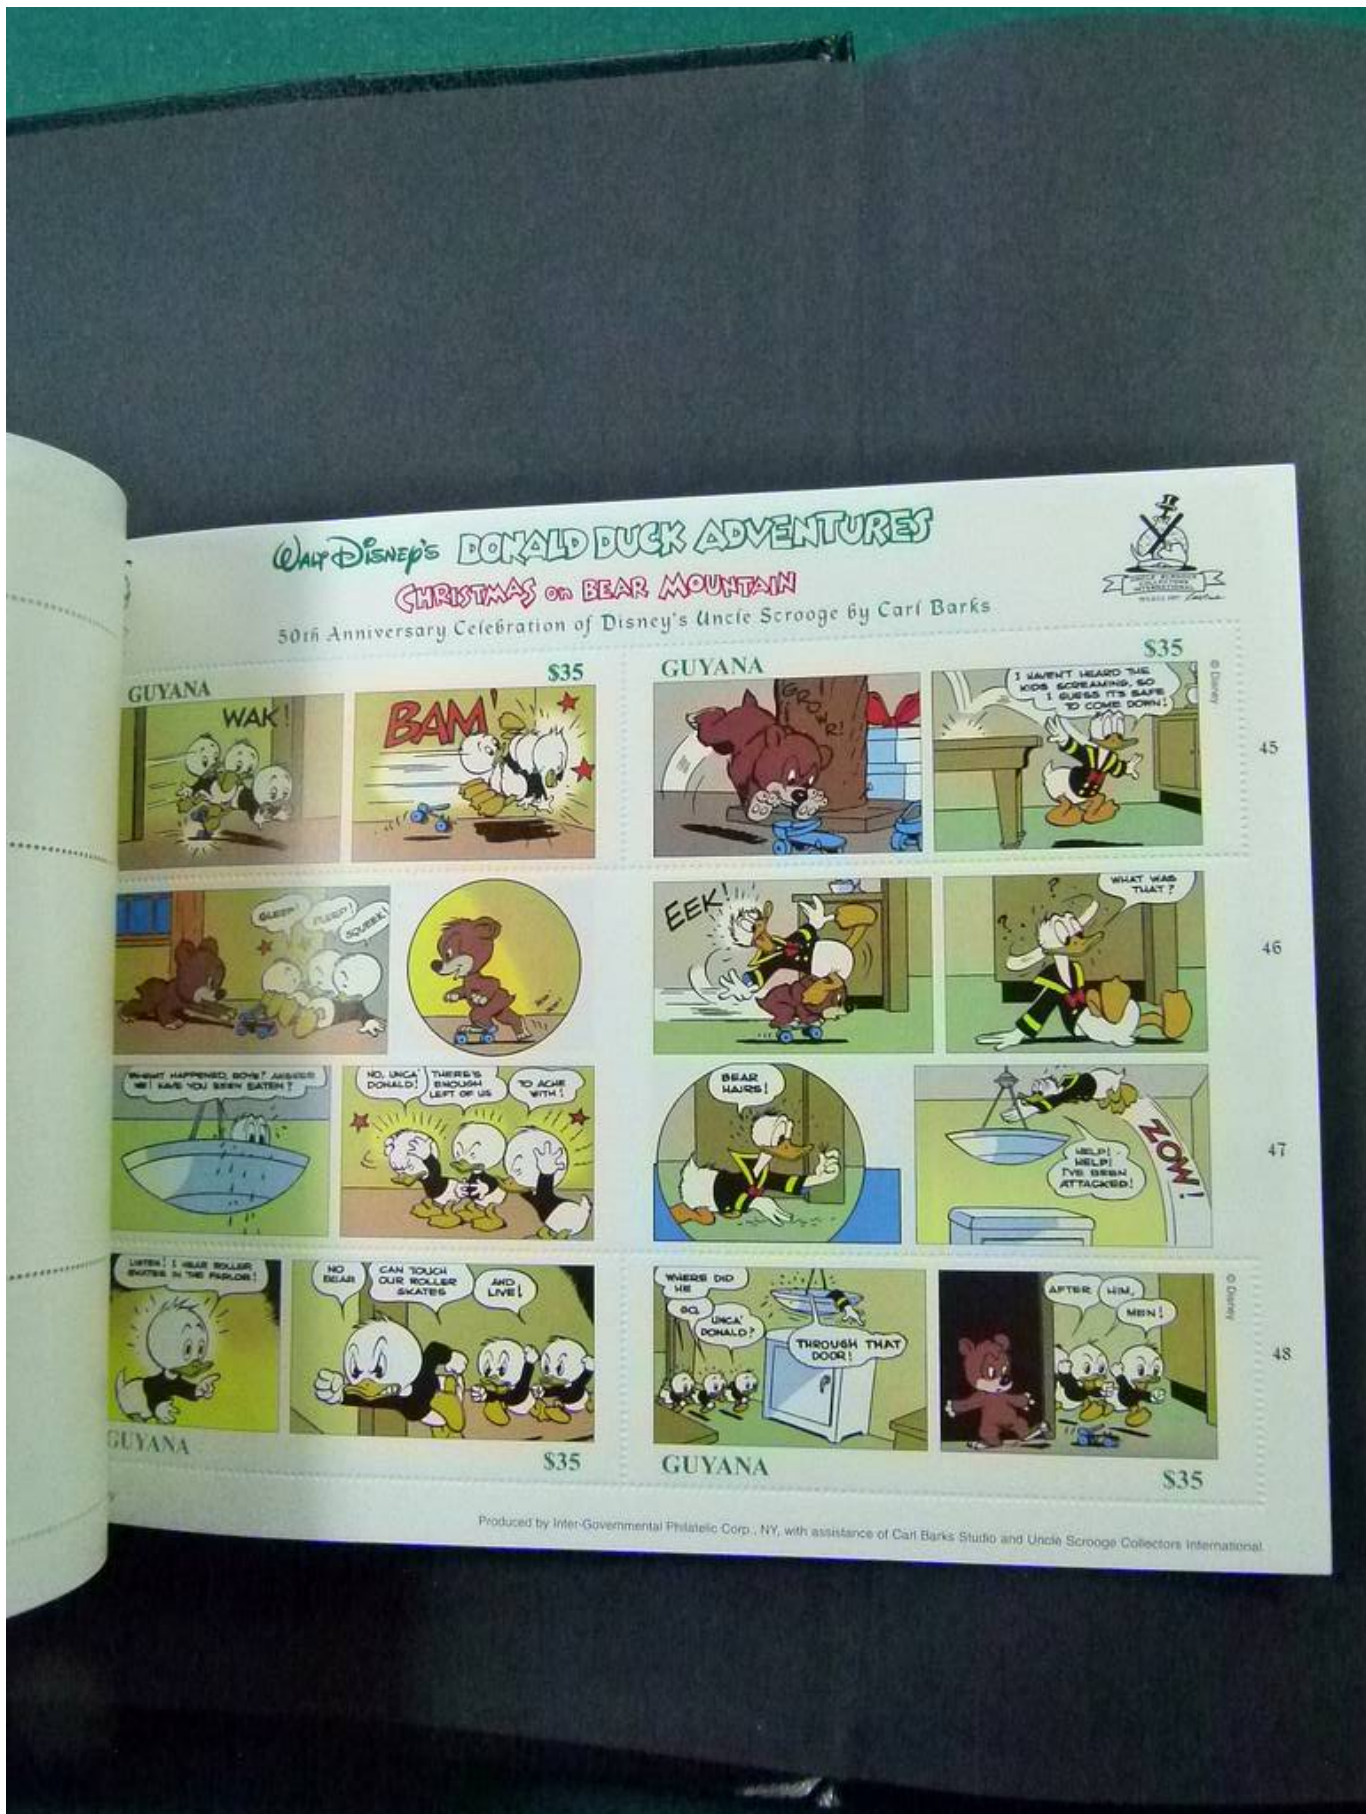 WALT DISNEY'S DONALD DUCK ADVENTURES
CHRISTMAS on BEAR MOUNTAIN
50th Anniversary Celebration of Disney's Uncle Scrooge by Carl Barks
UNCLE SCROOGE
COLLECTORS
INTERNATIONAL
GUYANA
$35
GUYANA
$35
© Disney
WAK!
BAM!
GROWR!
I HAVEN'T HEARD THE
KIDS SCREAMING, SO
I GUESS IT'S SAFE
TO COME DOWN!
45
GLEEP!
SQUEEK!
EEK!
?
?
WHAT WAS
THAT?
46
HAPPENED, BOYS? ANSWER
ME! HAVE YOU BEEN EATEN?
NO, UNCA'
DONALD!
THERE'S
ENOUGH
LEFT OF US
TO ACHE
WITH!
BEAR
HAIRS!
HELP!
HELP!
I'VE BEEN
ATTACKED!
ZOW!
47
LISTEN! I HEAR ROLLER
SKATES IN THE PARLOR!
NO
BEAR
CAN TOUCH
OUR ROLLER
SKATES
AND
LIVE!
WHERE DID
HE
GO,
UNCA'
DONALD?
THROUGH THAT
DOOR!
AFTER
HIM,
MEN!
© Disney
48
GUYANA
$35
GUYANA
$35
Produced by Inter-Governmental Philatelic Corp., NY, with assistance of Carl Barks Studio and Uncle Scrooge Collectors International.